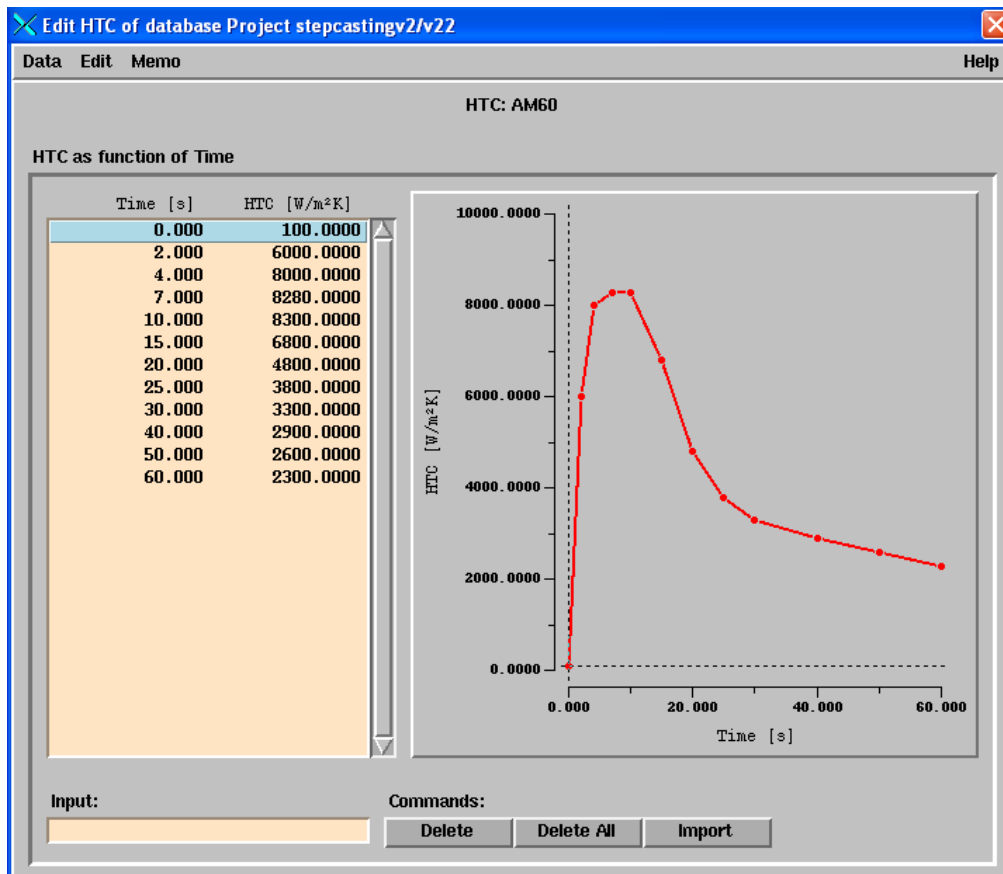 Edit HTC of database Project stepcastingv2/v22
Data Edit Memo Help
HTC: AM60
HTC as function of Time
Time [s] HTC [W/m²K]
0.000 100.0000
2.000 6000.0000
4.000 8000.0000
7.000 8280.0000
10.000 8300.0000
15.000 6800.0000
20.000 4800.0000
25.000 3800.0000
30.000 3300.0000
40.000 2900.0000
50.000 2600.0000
60.000 2300.0000
10000.0000
8000.0000
6000.0000
4000.0000
2000.0000
0.0000
HTC [W/m²K]
0.000 20.000 40.000 60.000
Time [s]
Input: Commands:
Delete Delete All Import